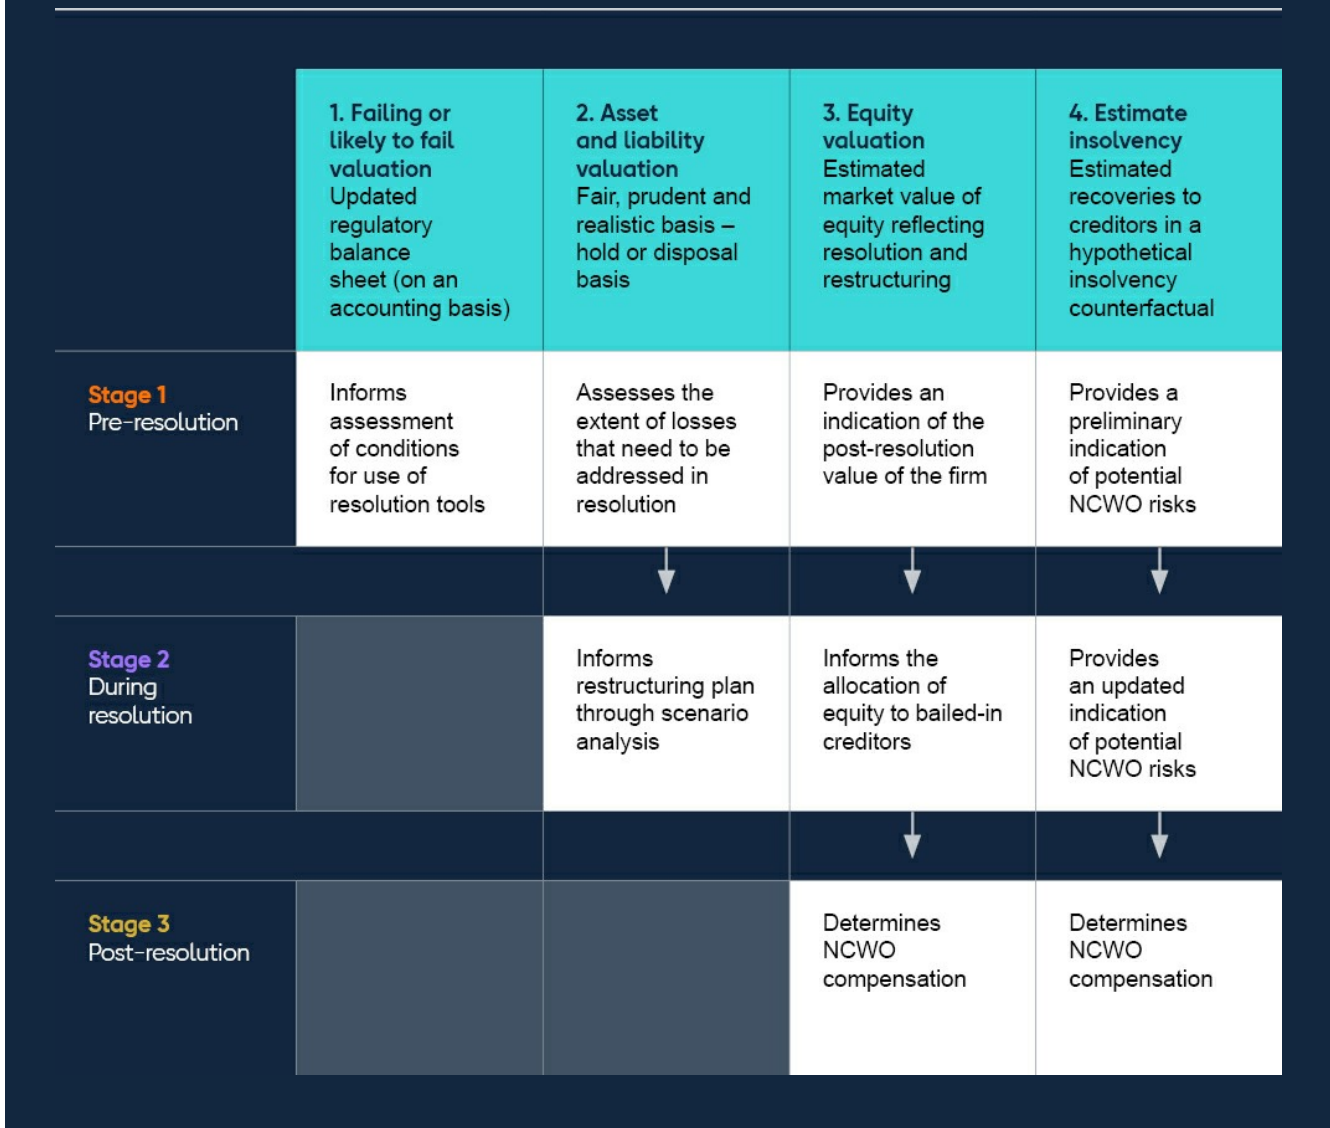 1. Failing or
likely to fail
valuation
Updated
regulatory
balance
sheet (on an
accounting basis)
2. Asset
and liability
valuation
Fair, prudent and
realistic basis –
hold or disposal
basis
3. Equity
valuation
Estimated
market value of
equity reflecting
resolution and
restructuring
4. Estimate
insolvency
Estimated
recoveries to
creditors in a
hypothetical
insolvency
counterfactual
Stage 1
Pre-resolution
Informs
assessment
of conditions
for use of
resolution tools
Assesses the
extent of losses
that need to be
addressed in
resolution
Provides an
indication of the
post-resolution
value of the firm
Provides a
preliminary
indication
of potential
NCWO risks
Stage 2
During
resolution
Informs
restructuring plan
through scenario
analysis
Informs the
allocation of
equity to bailed-in
creditors
Provides
an updated
indication
of potential
NCWO risks
Stage 3
Post-resolution
Determines
NCWO
compensation
Determines
NCWO
compensation